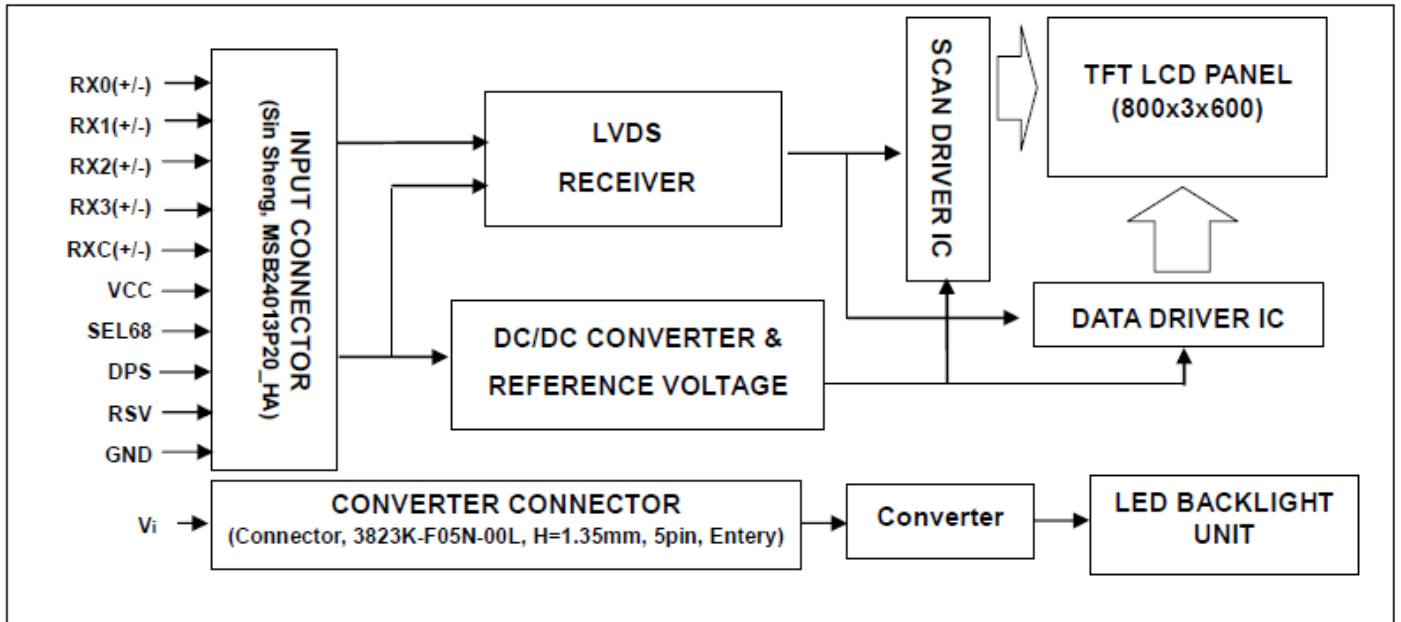 RX0(+/-)
RX1(+/-)
RX2(+/-)
RX3(+/-)
RXC(+/-)
VCC
SEL68
DPS
RSV
GND
INPUT CONNECTOR
(Sin Sheng, MSB24013P20_HA)
LVDS
RECEIVER
DC/DC CONVERTER &
REFERENCE VOLTAGE
SCAN DRIVER IC
TFT LCD PANEL
(800x3x600)
DATA DRIVER IC
Vi
CONVERTER CONNECTOR
(Connector, 3823K-F05N-00L, H=1.35mm, 5pin, Entery)
Converter
LED BACKLIGHT
UNIT